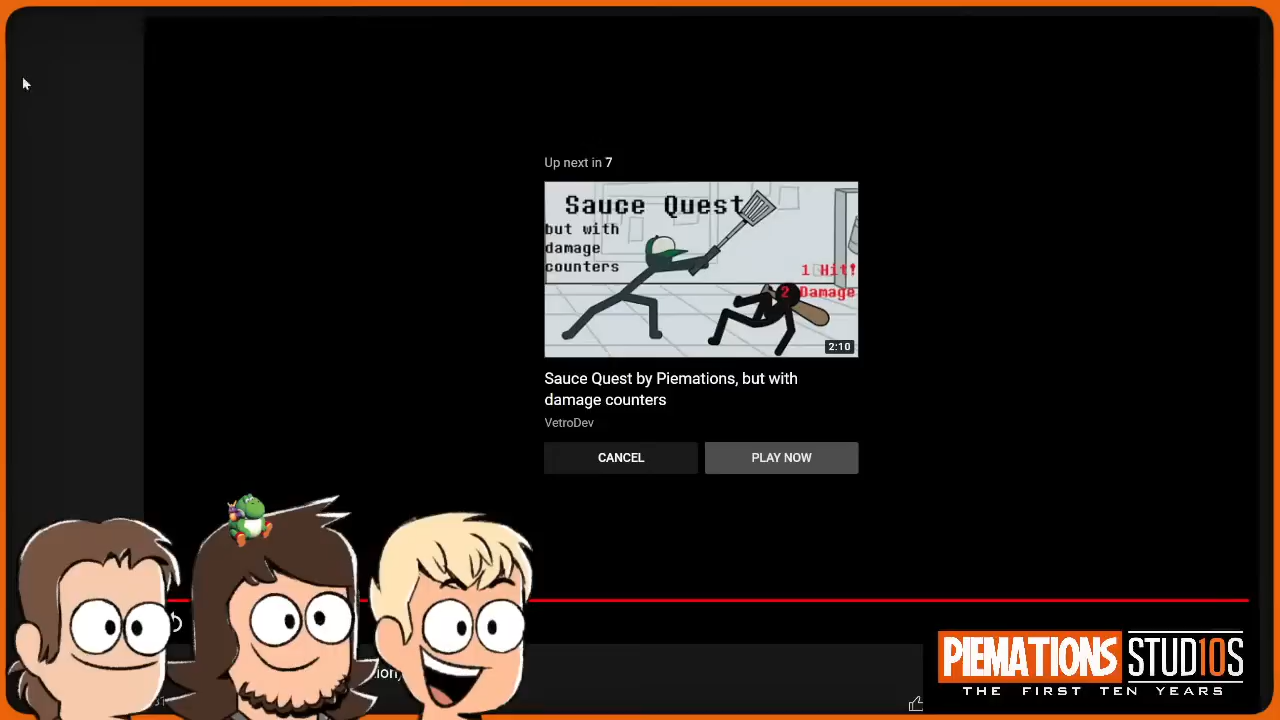 Up next in 7
Sauce Quest
but with
damage
counters
1 Hit!
2 Damage
2:10
Sauce Quest by Piemations, but with
damage counters
VetroDev
CANCEL
PLAY NOW
PIEMATIONS STUD10S
THE FIRST TEN YEARS